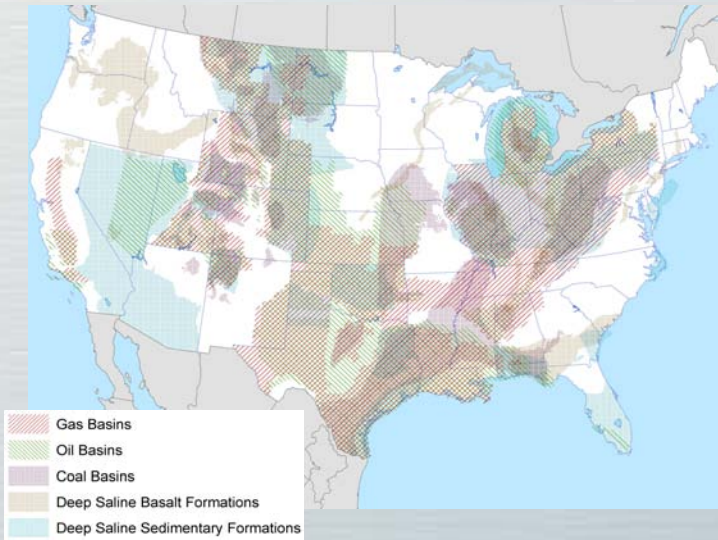 Gas Basins
Oil Basins
Coal Basins
Deep Saline Basalt Formations
Deep Saline Sedimentary Formations